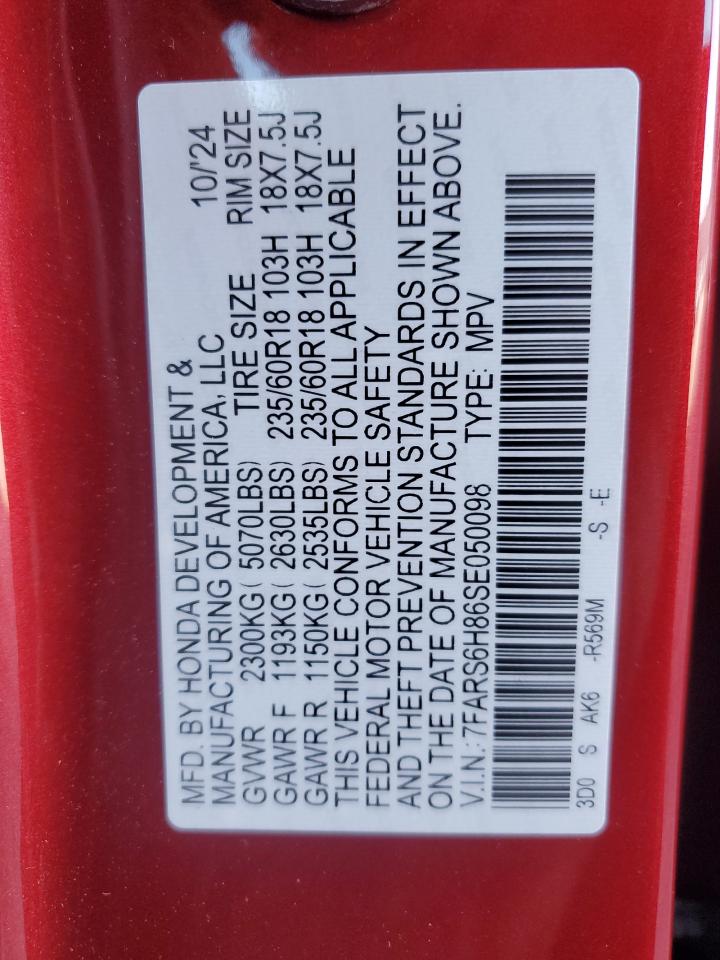 MFD. BY HONDA DEVELOPMENT & 10/'24
MANUFACTURING OF AMERICA, LLC
GVWR 2300KG( 5070LBS) TIRE SIZE RIM SIZE
GAWR F 1193KG( 2630LBS) 235/60R18 103H 18X7.5J
GAWR R 1150KG( 2535LBS) 235/60R18 103H 18X7.5J
THIS VEHICLE CONFORMS TO ALL APPLICABLE
FEDERAL MOTOR VEHICLE SAFETY
AND THEFT PREVENTION STANDARDS IN EFFECT
ON THE DATE OF MANUFACTURE SHOWN ABOVE.
V.I.N.: 7FARS6H86SE050098 TYPE: MPV
3D0 S AK6 -R569M -S -E